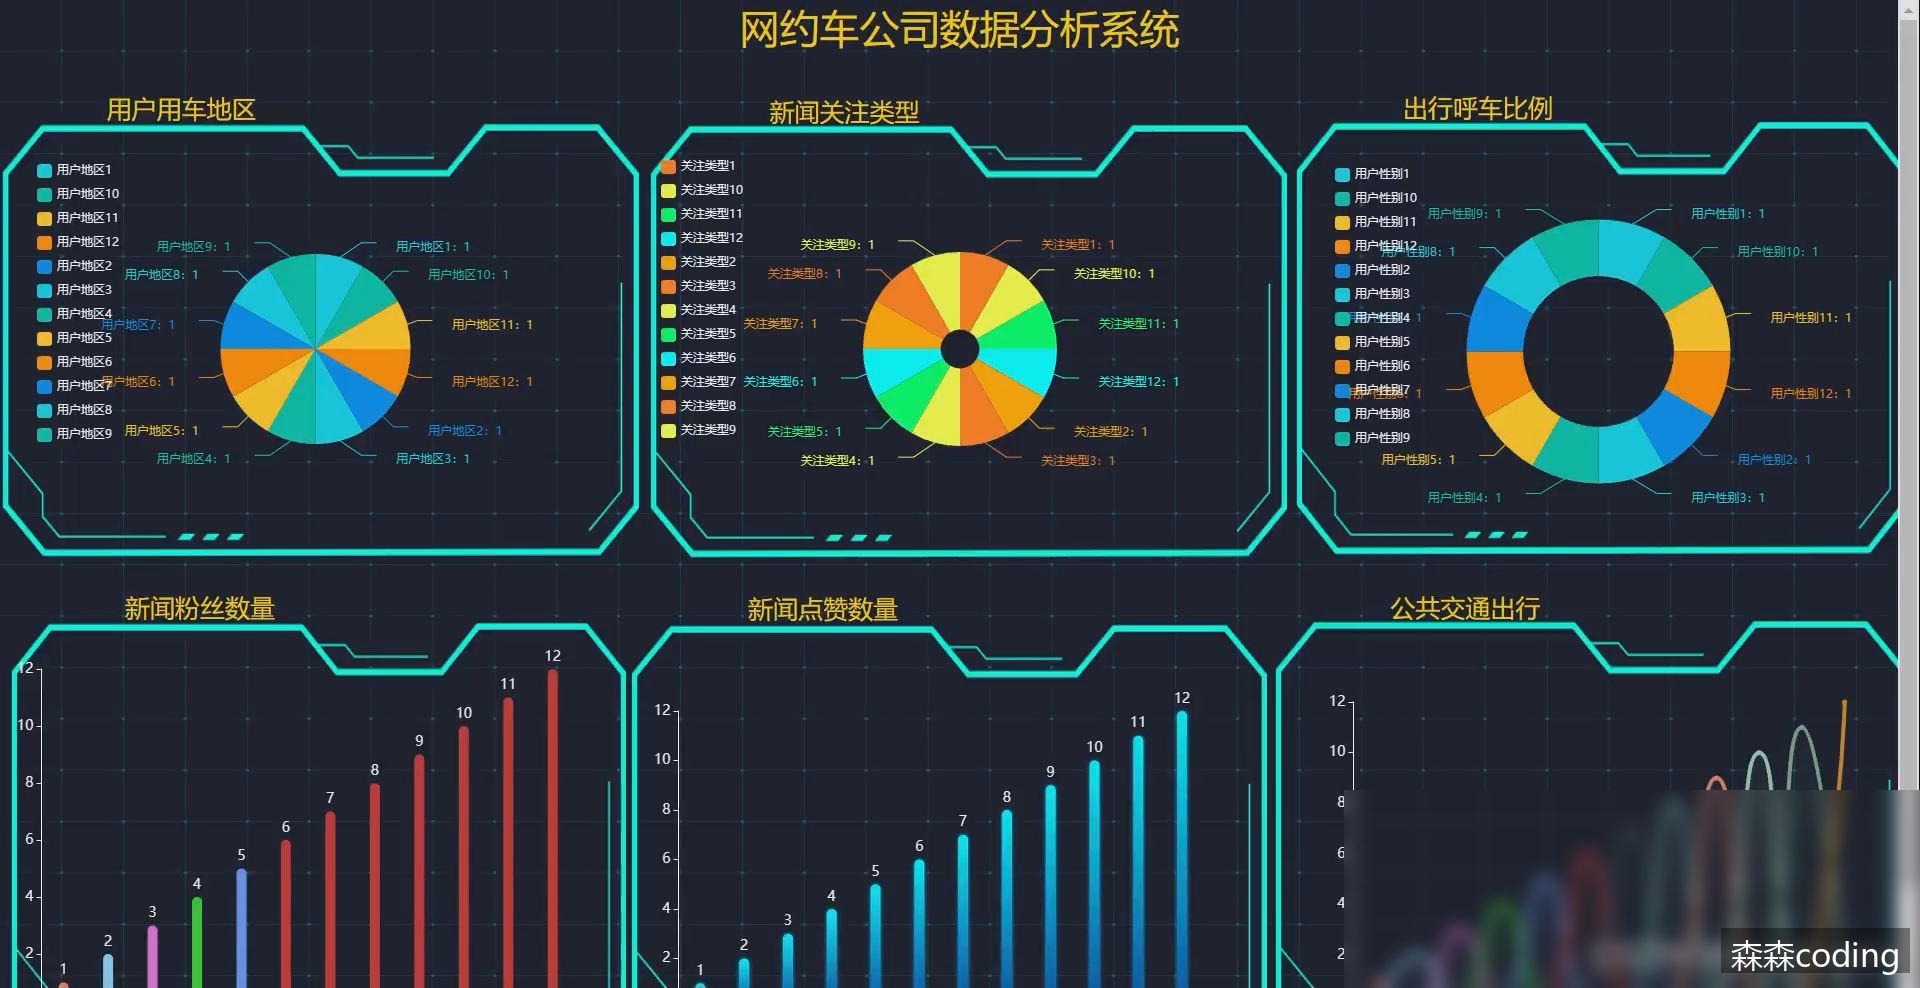 网约车公司数据分析系统
用户用车地区
用户地区1
用户地区10
用户地区11
用户地区12
用户地区2
用户地区3
用户地区4
用户地区5
用户地区6
用户地区7
用户地区8
用户地区9
用户地区9：1
用户地区1：1
用户地区8：1
用户地区10：1
用户地区7：1
用户地区11：1
用户地区6：1
用户地区12：1
用户地区5：1
用户地区2：1
用户地区4：1
用户地区3：1
新闻关注类型
关注类型1
关注类型10
关注类型11
关注类型12
关注类型2
关注类型3
关注类型4
关注类型5
关注类型6
关注类型7
关注类型8
关注类型9
关注类型9：1
关注类型1：1
关注类型8：1
关注类型10：1
关注类型7：1
关注类型11：1
关注类型6：1
关注类型12：1
关注类型5：1
关注类型2：1
关注类型4：1
关注类型3：1
出行呼车比例
用户性别1
用户性别10
用户性别11
用户性别12
用户性别2
用户性别3
用户性别4
用户性别5
用户性别6
用户性别7
用户性别8
用户性别9
用户性别9：1
用户性别1：1
用户性别8：1
用户性别10：1
用户性别11：1
用户性别12：1
用户性别5：1
用户性别2：1
用户性别4：1
用户性别3：1
新闻粉丝数量
12
10
8
6
4
2
1
2
3
4
5
6
7
8
9
10
11
12
新闻点赞数量
12
10
8
6
4
2
1
2
3
4
5
6
7
8
9
10
11
12
公共交通出行
12
10
8
6
4
2
森森coding